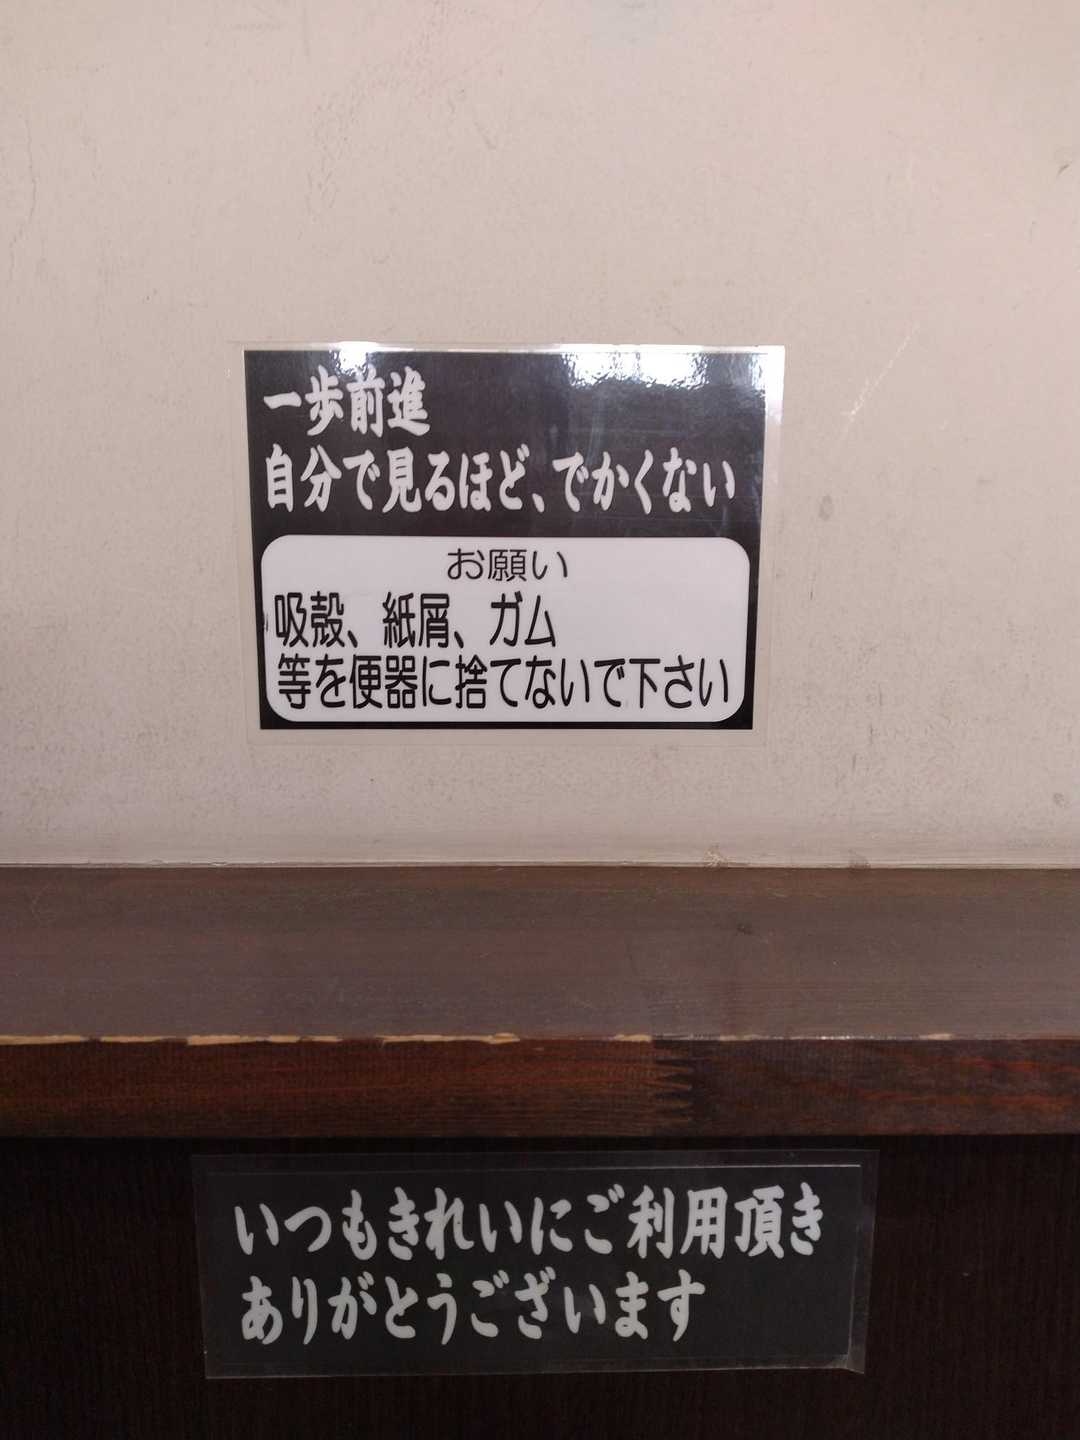 一歩前進
自分で見るほど、でかくない
お願い
吸殻、紙屑、ガム
等を便器に捨てないで下さい
いつもきれいにご利用頂き
ありがとうございます